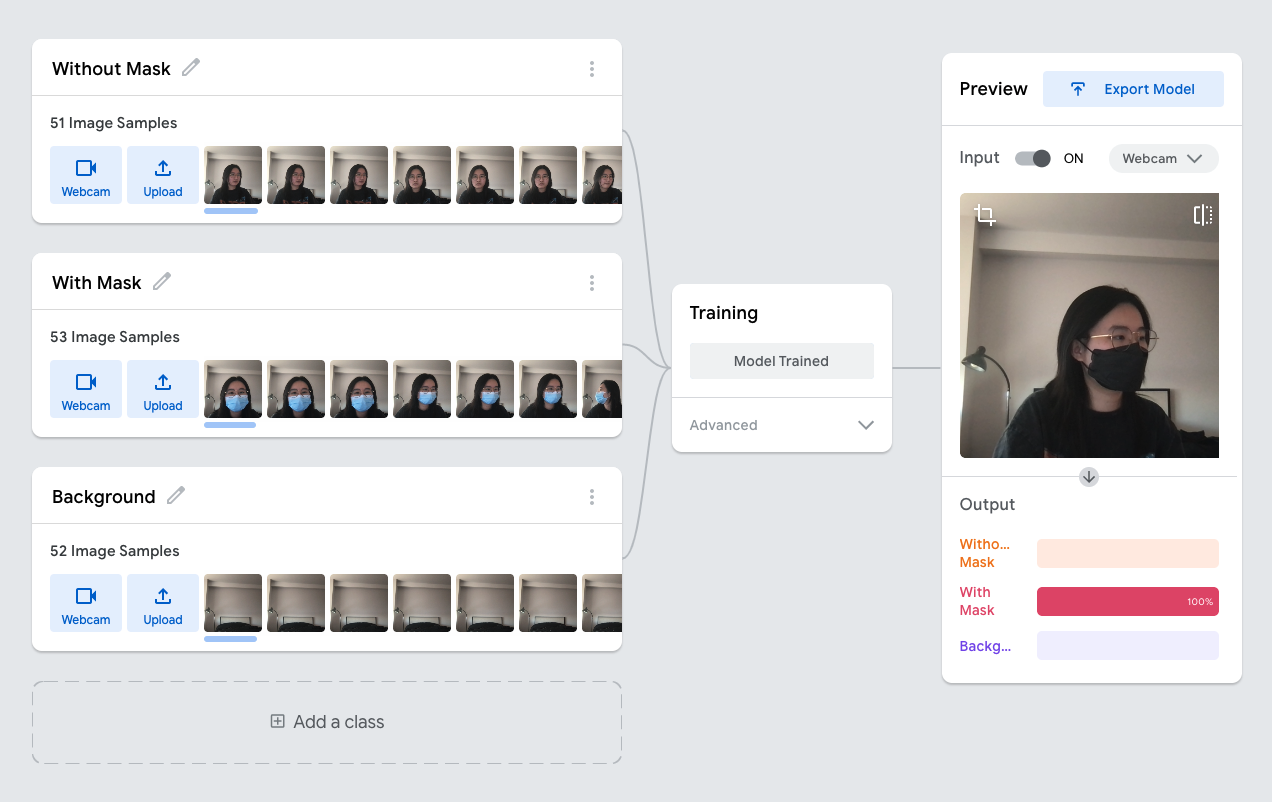 Without Mask
51 Image Samples
Webcam
Upload
With Mask
53 Image Samples
Webcam
Upload
Background
52 Image Samples
Webcam
Upload
Add a class
Training
Model Trained
Advanced
Preview
Export Model
Input
ON
Webcam
Output
Witho...
Mask
With
Mask
100%
Backg...